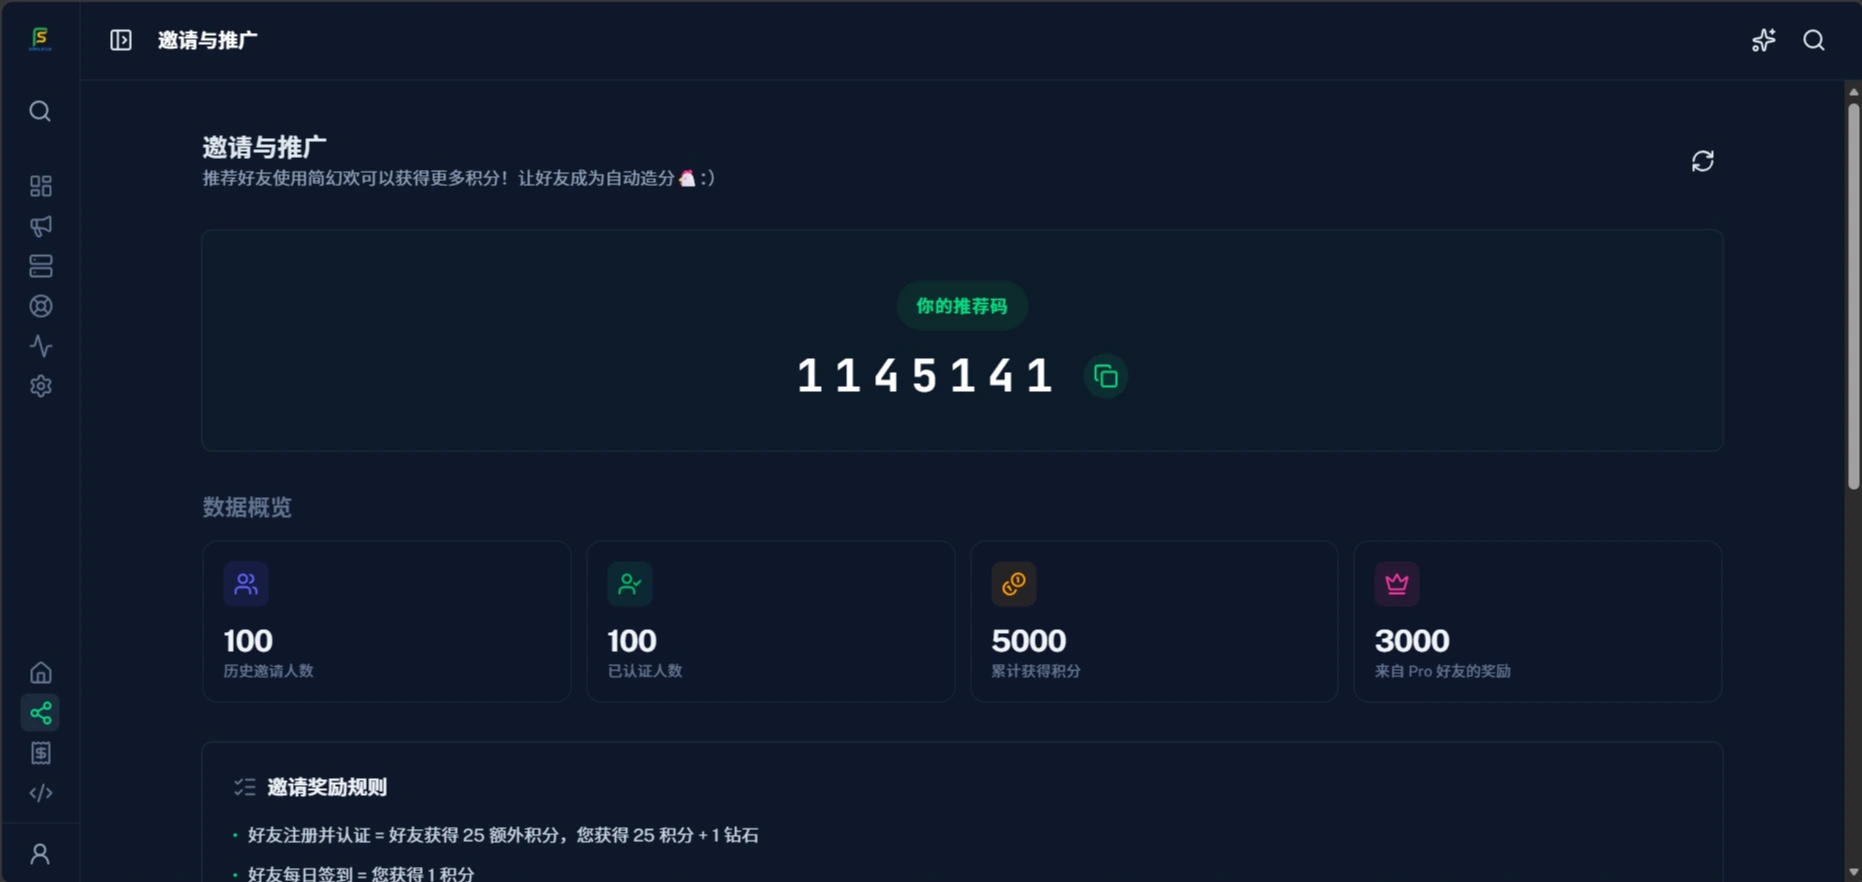 邀请与推广
邀请与推广
推荐好友使用简幻欢可以获得更多积分！让好友成为自动造分🐔:)
你的推荐码
1145141
数据概览
100
历史邀请人数
100
已认证人数
5000
累计获得积分
3000
来自 Pro 好友的奖励
邀请奖励规则
· 好友注册并认证 = 好友获得 25 额外积分，您获得 25 积分 + 1 钻石
· 好友每日签到 = 您获得 1 积分